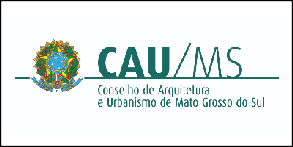 CAU/MS
Conselho de Arquitetura
e Urbanismo de Mato Grosso do Sul